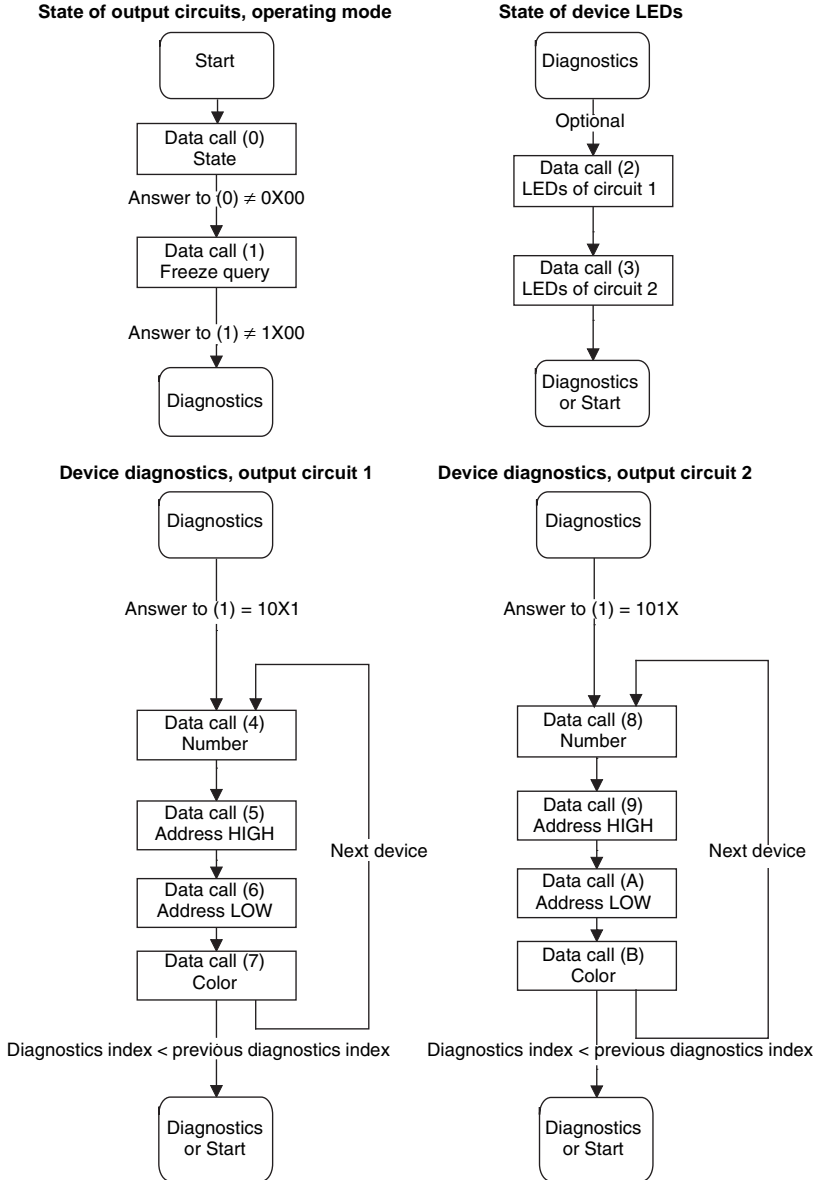 State of output circuits, operating mode
Start
Data call (0)
State
Answer to (0) ≠ 0X00
Data call (1)
Freeze query
Answer to (1) ≠ 1X00
Diagnostics
State of device LEDs
Diagnostics
Optional
Data call (2)
LEDs of circuit 1
Data call (3)
LEDs of circuit 2
Diagnostics
or Start
Device diagnostics, output circuit 1
Diagnostics
Answer to (1) = 10X1
Data call (4)
Number
Data call (5)
Address HIGH
Next device
Data call (6)
Address LOW
Data call (7)
Color
Diagnostics index < previous diagnostics index
Diagnostics
or Start
Device diagnostics, output circuit 2
Diagnostics
Answer to (1) = 101X
Data call (8)
Number
Data call (9)
Address HIGH
Next device
Data call (A)
Address LOW
Data call (B)
Color
Diagnostics index < previous diagnostics index
Diagnostics
or Start